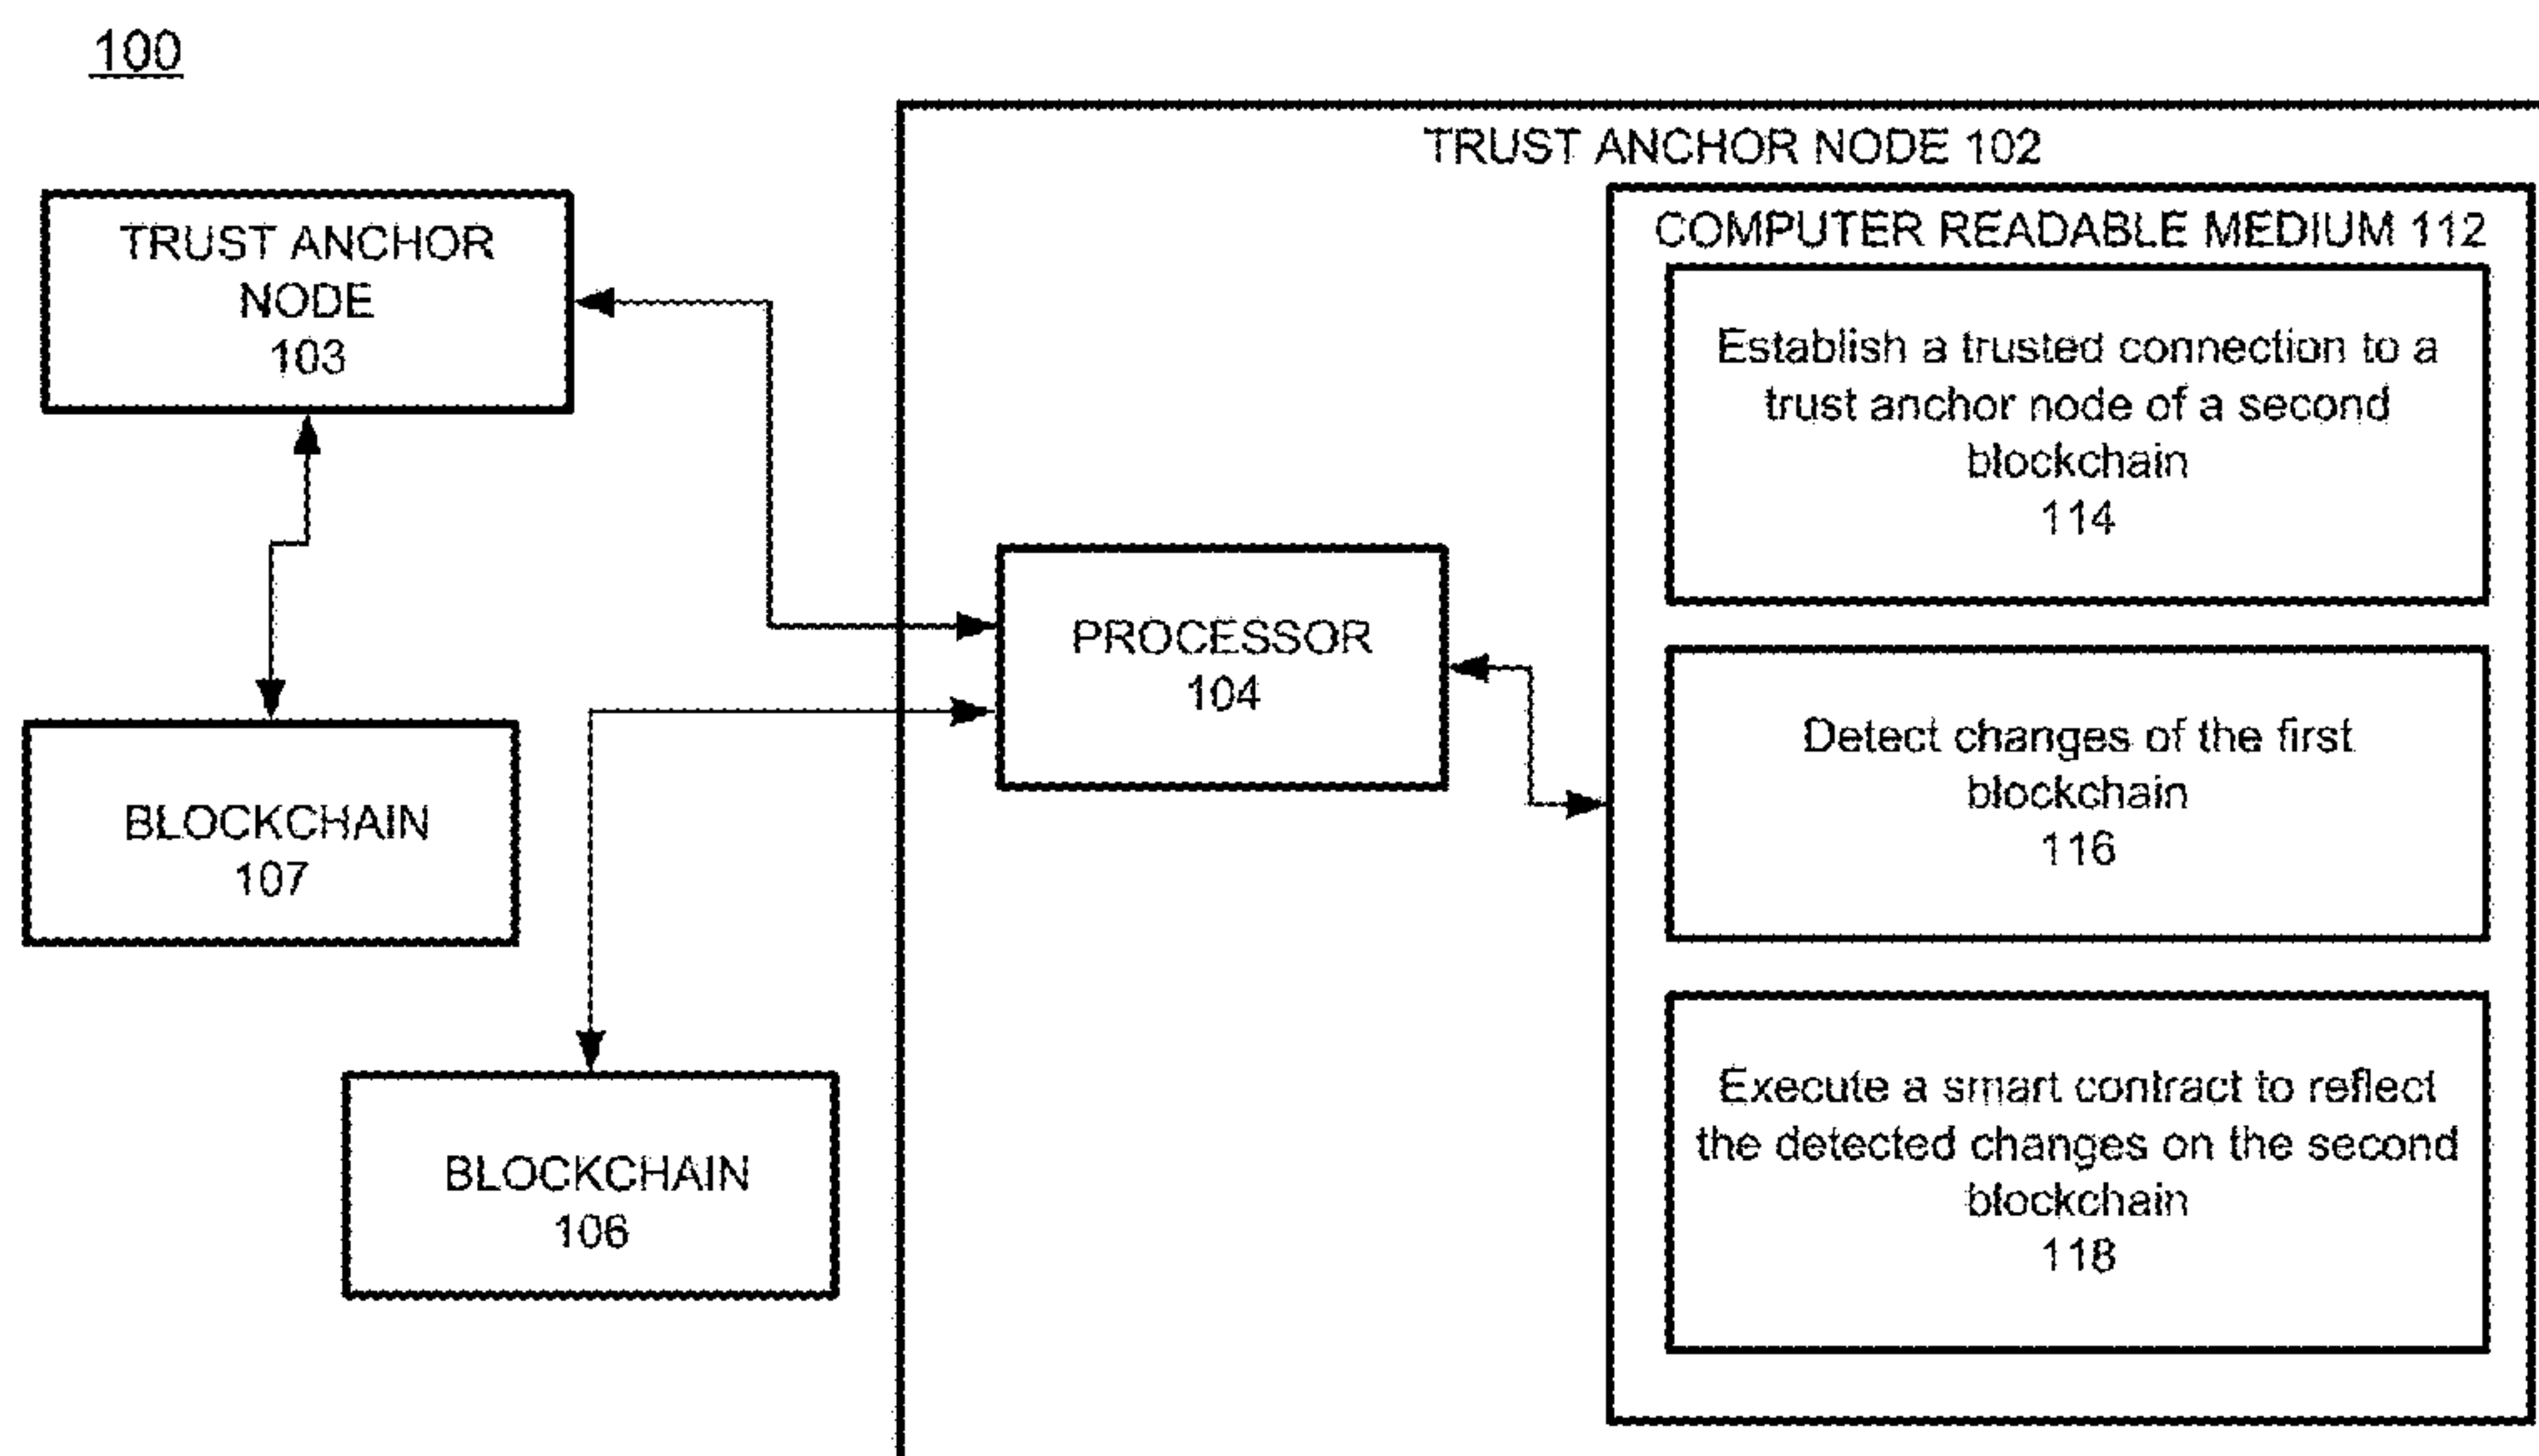 100
TRUST ANCHOR NODE 102
TRUST ANCHOR
NODE
103
COMPUTER READABLE MEDIUM 112
Establish a trusted connection to a
trust anchor node of a second
blockchain
114
PROCESSOR
104
Detect changes of the first
blockchain
116
BLOCKCHAIN
107
BLOCKCHAIN
106
Execute a smart contract to reflect
the detected changes on the second
blockchain
118